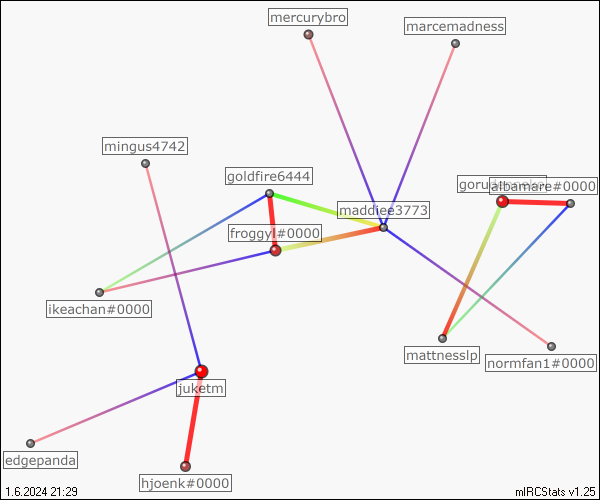 mercurybro
marcemadness
mingus4742
goldfire6444
albamare#0000
maddiee3773
froggyl#0000
ikeachan#0000
mattnesslp
normfan1#0000
juketm
edgepanda
hjoenk#0000
1.6.2024 21:29
mIRCStats v1.25